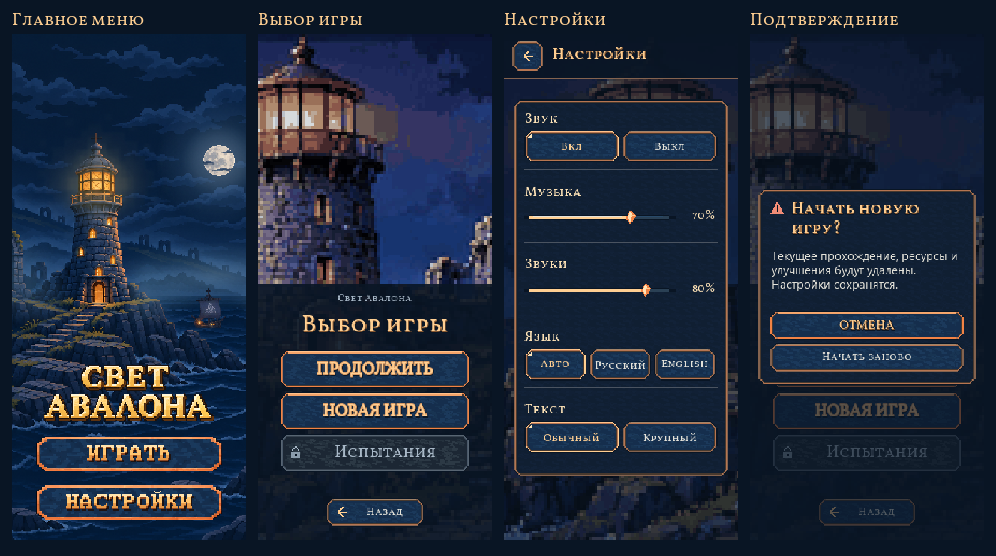 Главное меню
Свет
Авалона
Играть
Настройки
Выбор игры
Свет Авалона
Выбор игры
ПРОДОЛЖИТЬ
НОВАЯ ИГРА
Испытания
Назад
Настройки
Настройки
Звук
Вкл
Выкл
Музыка
70%
Звуки
80%
Язык
Авто
Русский
English
Текст
Обычный
Крупный
Подтверждение
Начать новую
игру?
Текущее прохождение, ресурсы и
улучшения будут удалены.
Настройки сохранятся.
ОТМЕНА
Начать заново
НОВАЯ ИГРА
Испытания
Назад